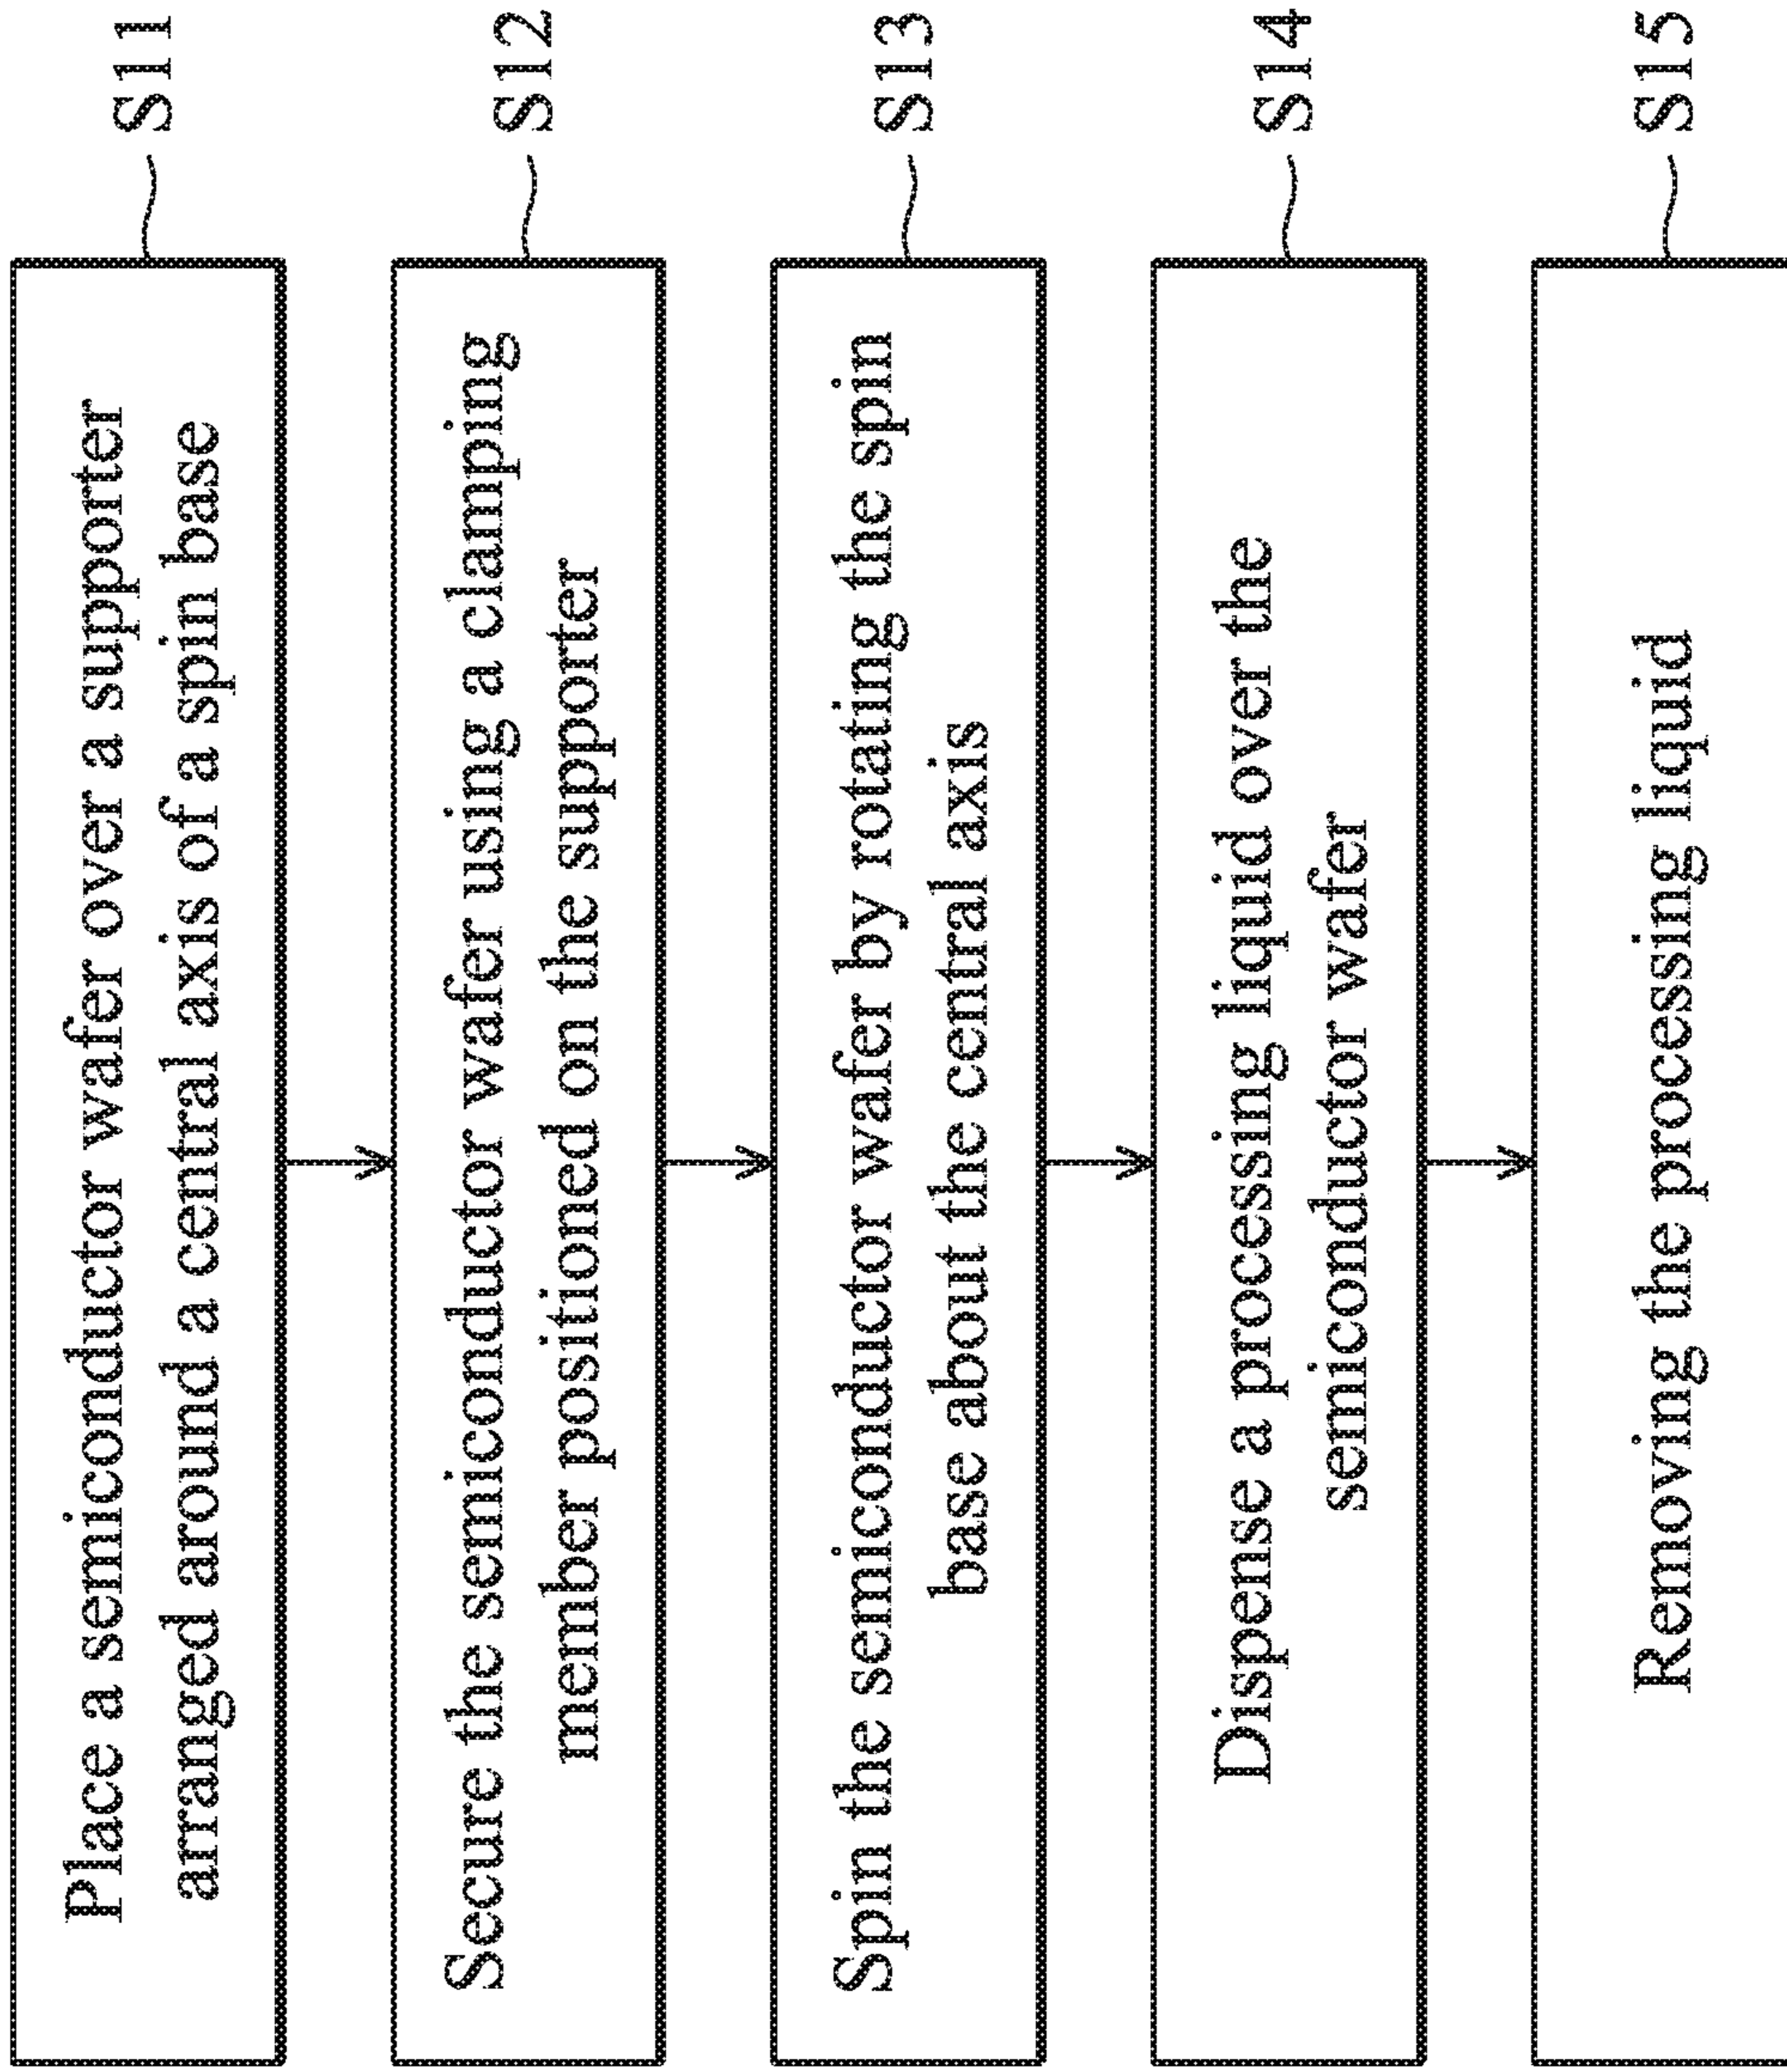 Place a semiconductor wafer over a supporter
arranged around a central axis of a spin base
S11
Secure the semiconductor wafer using a clamping
member positioned on the supporter
S12
Spin the semiconductor wafer by rotating the spin
base about the central axis
S13
Dispense a processing liquid over the
semiconductor wafer
S14
Removing the processing liquid
S15